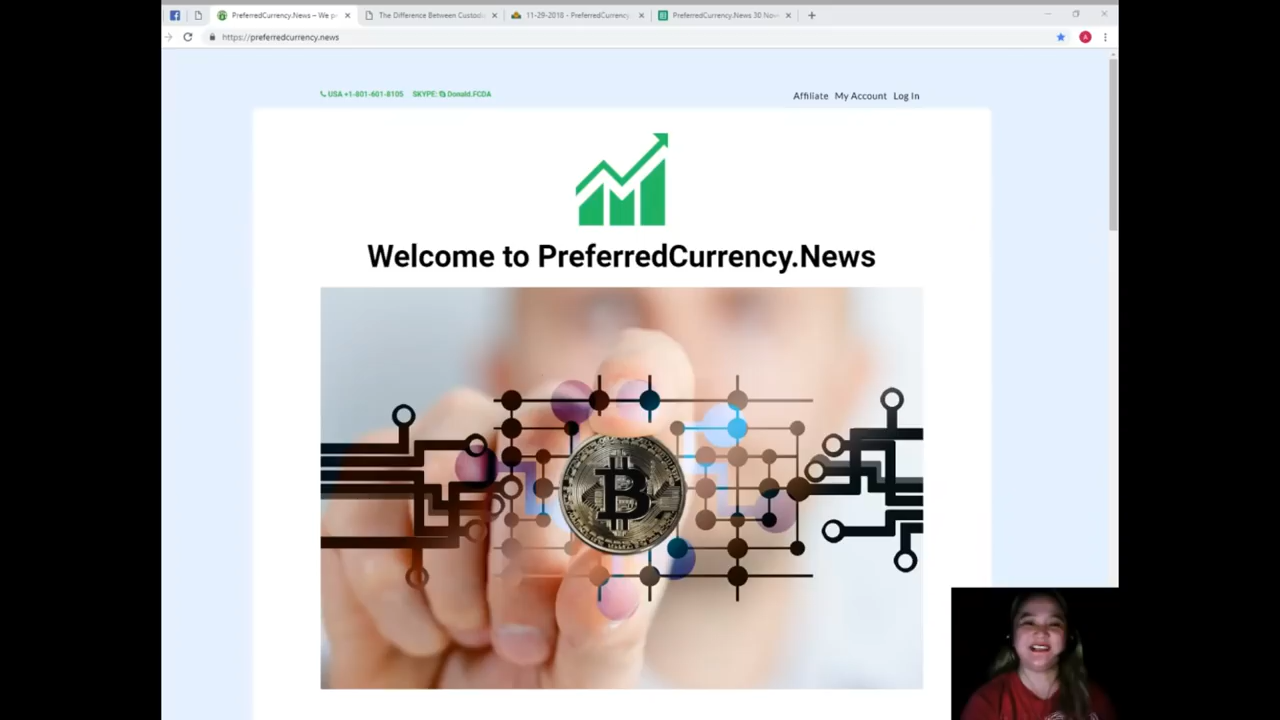 PreferredCurrency.News – We p
The Difference Between Custodi
11-29-2018 - PreferredCurrency
PreferredCurrency.News 30 Nov
https://preferredcurrency.news
USA +1-801-601-8105 SKYPE: Donald.FCDA
Affiliate My Account Log In
Welcome to PreferredCurrency.News